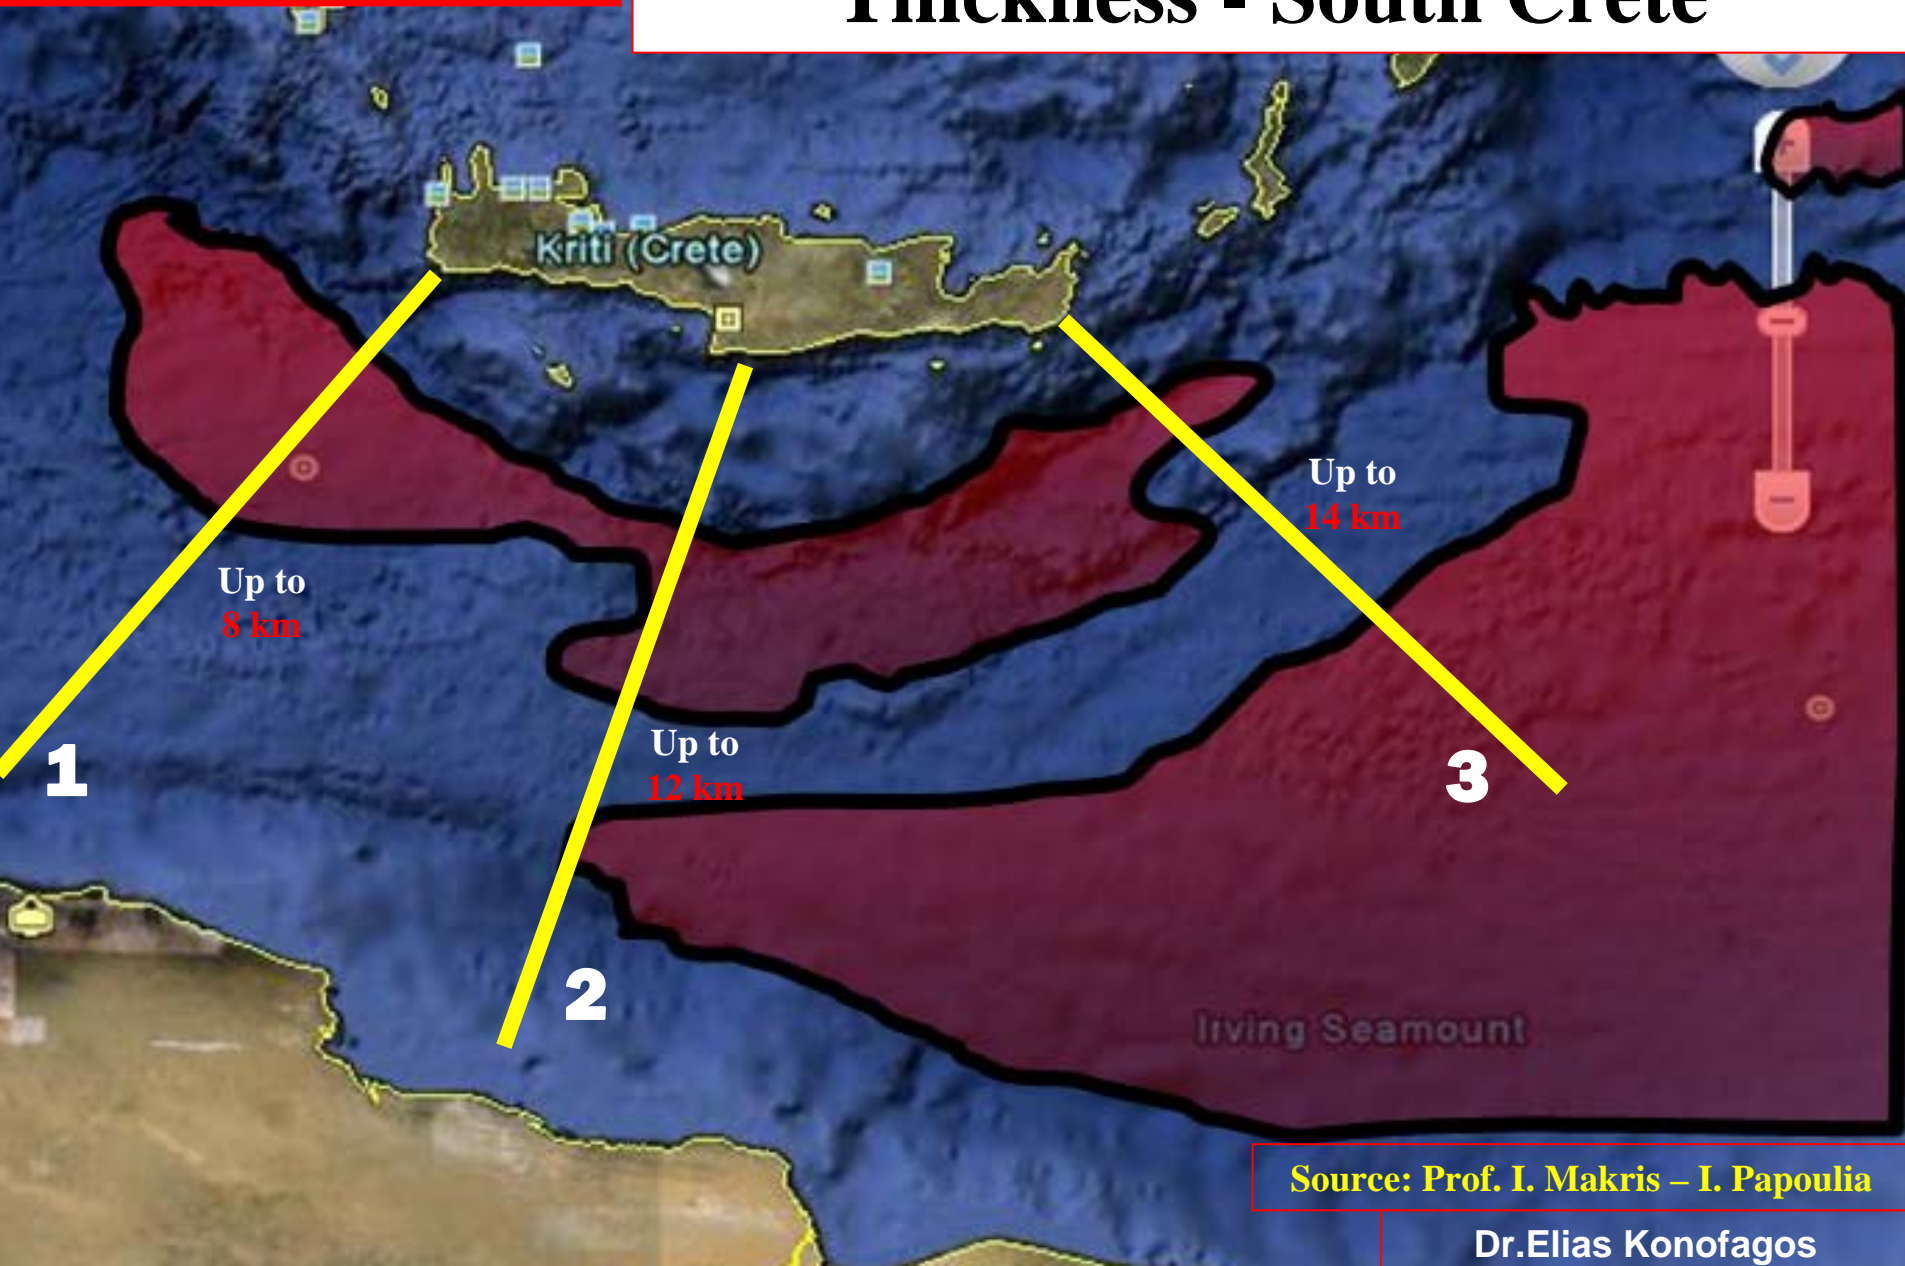 Thickness - South Crete
Kriti (Crete)
Up to
14 km
Up to
8 km
Up to
12 km
1
3
2
Irving Seamount
Source: Prof. I. Makris – I. Papoulia
Dr.Elias Konofagos